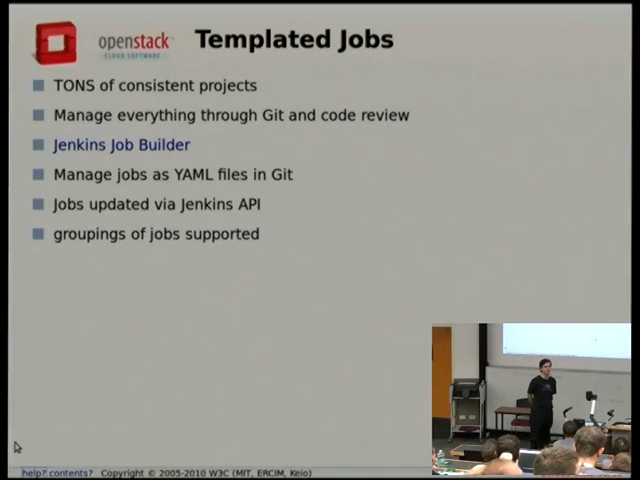 openstack
CLOUD SOFTWARE
Templated Jobs
TONS of consistent projects
Manage everything through Git and code review
Jenkins Job Builder
Manage jobs as YAML files in Git
Jobs updated via Jenkins API
groupings of jobs supported
help? contents? Copyright © 2005-2010 W3C (MIT, ERCIM, Keio)